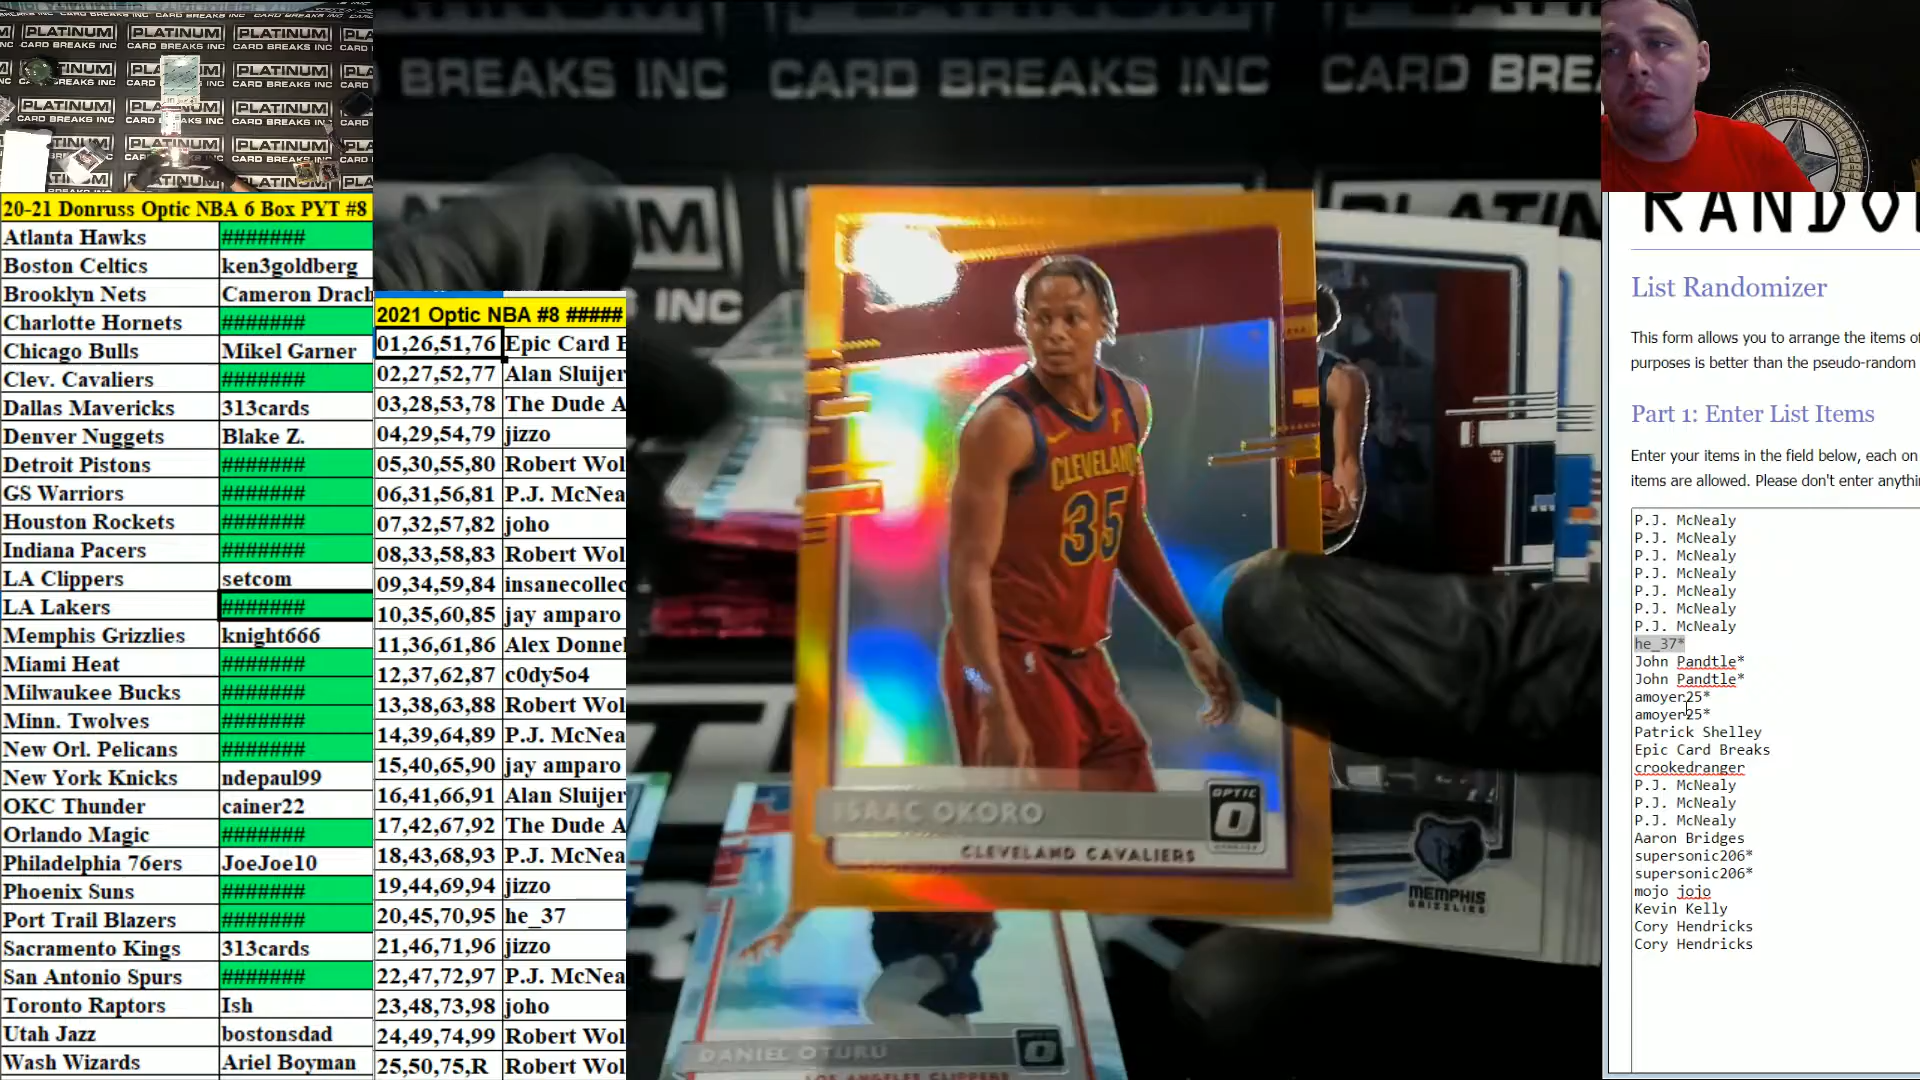 PLATINUM
CARD BREAKS INC
BREAKS INC
CARD BREAKS INC
CARD BRE
20-21 Donruss Optic NBA 6 Box PYT #8
Atlanta Hawks #######
Boston Celtics ken3goldberg
Brooklyn Nets Cameron Drach
Charlotte Hornets #######
Chicago Bulls Mikel Garner
Clev. Cavaliers #######
Dallas Mavericks 313cards
Denver Nuggets Blake Z.
Detroit Pistons #######
GS Warriors #######
Houston Rockets #######
Indiana Pacers #######
LA Clippers setcom
LA Lakers #######
Memphis Grizzlies knight666
Miami Heat #######
Milwaukee Bucks #######
Minn. Twolves #######
New Orl. Pelicans #######
New York Knicks ndepaul99
OKC Thunder cainer22
Orlando Magic #######
Philadelphia 76ers JoeJoe10
Phoenix Suns #######
Port Trail Blazers #######
Sacramento Kings 313cards
San Antonio Spurs #######
Toronto Raptors Ish
Utah Jazz bostonsdad
Wash Wizards Ariel Boyman
2021 Optic NBA #8 #####
01,26,51,76 Epic Card B
02,27,52,77 Alan Sluijer
03,28,53,78 The Dude A
04,29,54,79 jizzo
05,30,55,80 Robert Wol
06,31,56,81 P.J. McNea
07,32,57,82 joho
08,33,58,83 Robert Wol
09,34,59,84 insanecollec
10,35,60,85 jay amparo
11,36,61,86 Alex Donnel
12,37,62,87 c0dy5o4
13,38,63,88 Robert Wol
14,39,64,89 P.J. McNea
15,40,65,90 jay amparo
16,41,66,91 Alan Sluijer
17,42,67,92 The Dude A
18,43,68,93 P.J. McNea
19,44,69,94 jizzo
20,45,70,95 he_37
21,46,71,96 jizzo
22,47,72,97 P.J. McNea
23,48,73,98 joho
24,49,74,99 Robert Wol
25,50,75,R Robert Wol
CLEVELAND
35
ISAAC OKORO
OPTIC
CLEVELAND CAVALIERS
MEMPHIS
GRIZZLIES
DANIEL OTURU
LOS ANGELES CLIPPERS
RANDO
List Randomizer
This form allows you to arrange the items of
purposes is better than the pseudo-random
Part 1: Enter List Items
Enter your items in the field below, each on
items are allowed. Please don't enter anythi
P.J. McNealy
P.J. McNealy
P.J. McNealy
P.J. McNealy
P.J. McNealy
P.J. McNealy
P.J. McNealy
he_37*
John Pandtle*
John Pandtle*
amoyer25*
amoyer25*
Patrick Shelley
Epic Card Breaks
crookedranger
P.J. McNealy
P.J. McNealy
P.J. McNealy
Aaron Bridges
supersonic206*
supersonic206*
mojo jojo
Kevin Kelly
Cory Hendricks
Cory Hendricks